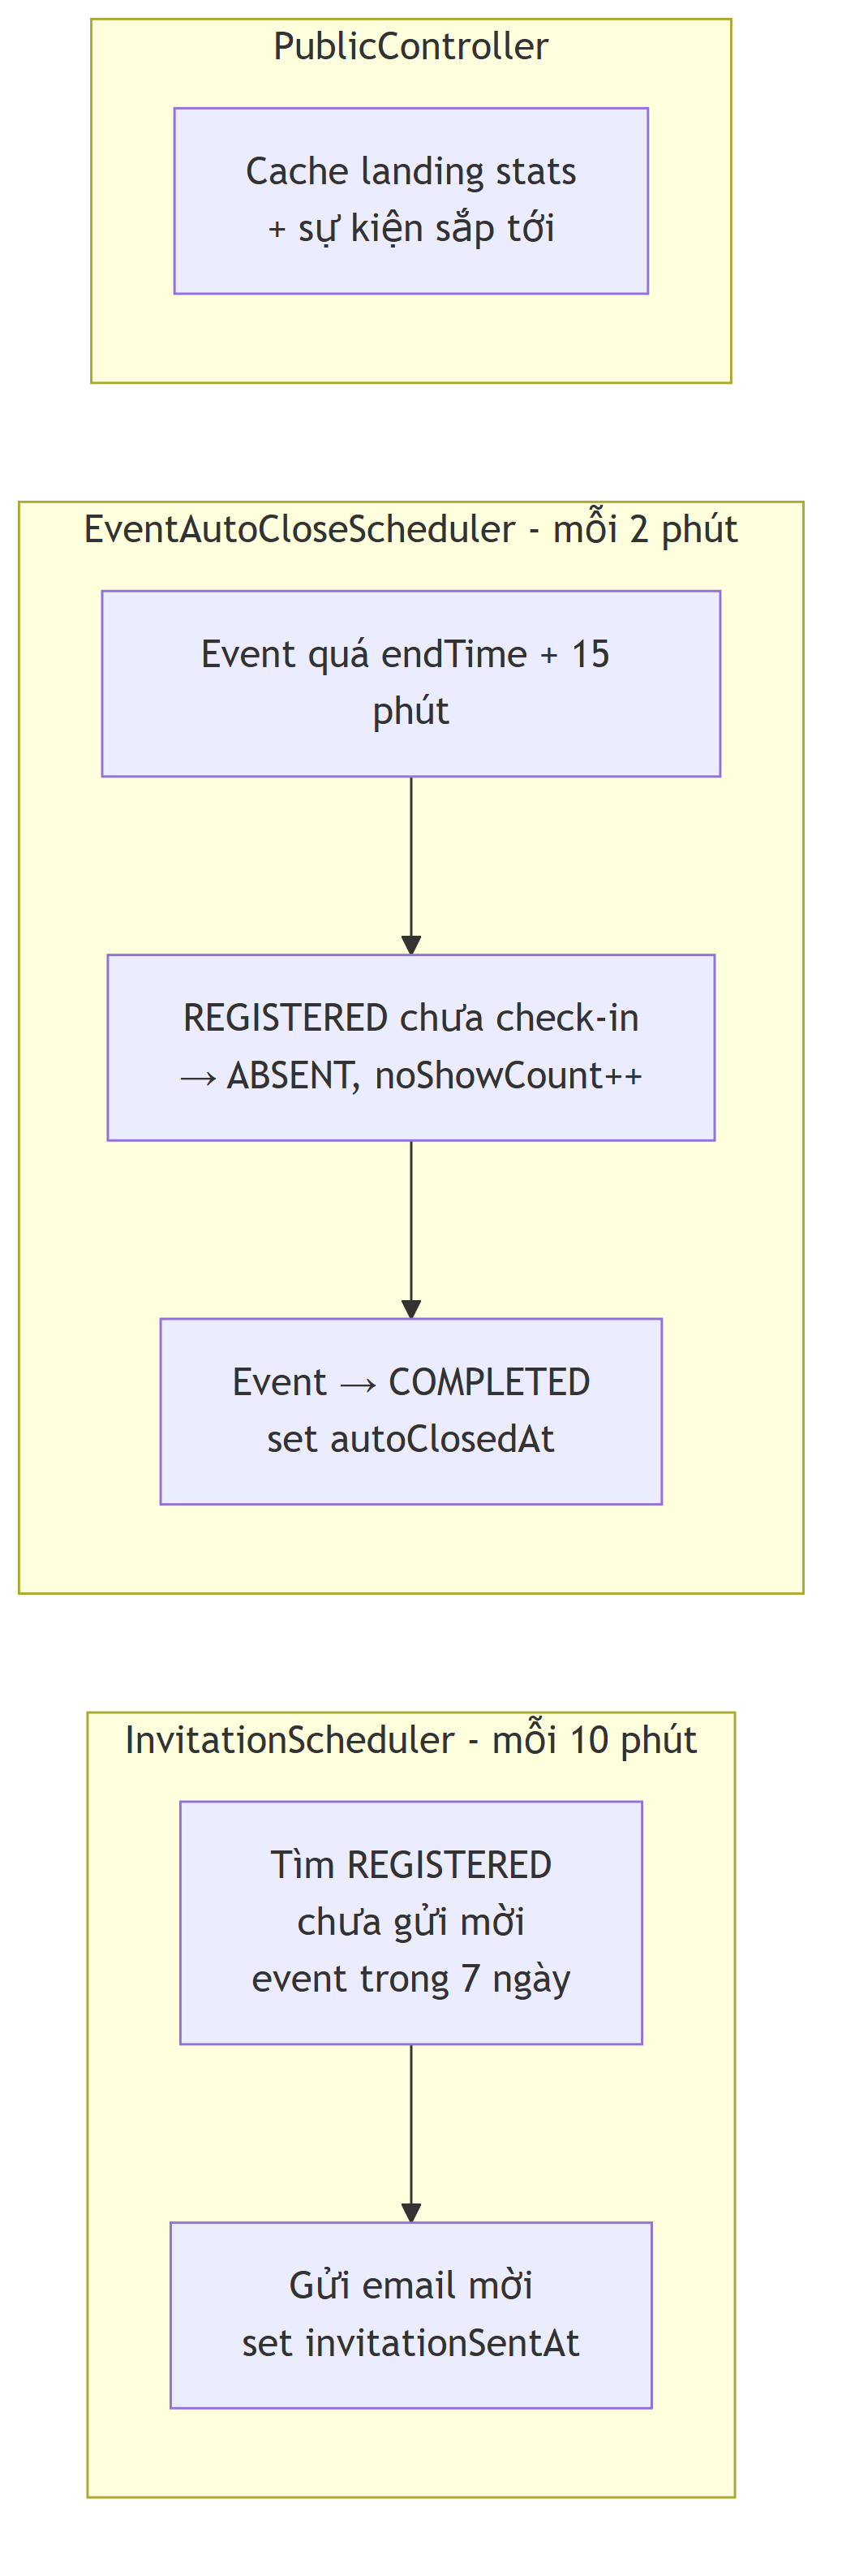 PublicController
Cache landing stats
+ sự kiện sắp tới
EventAutoCloseScheduler - mỗi 2 phút
Event quá endTime + 15
phút
REGISTERED chưa check-in
→ ABSENT, noShowCount++
Event → COMPLETED
set autoClosedAt
InvitationScheduler - mỗi 10 phút
Tìm REGISTERED
chưa gửi mời
event trong 7 ngày
Gửi email mời
set invitationSentAt